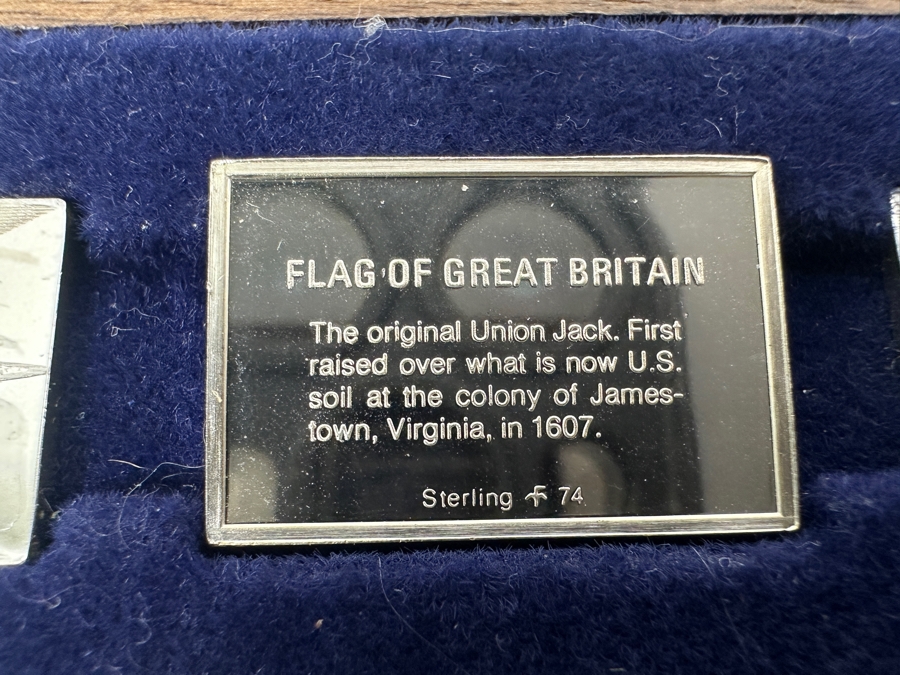 FLAG OF GREAT BRITAIN
The original Union Jack. First
raised over what is now U.S.
soil at the colony of James-
town, Virginia, in 1607.
Sterling 74